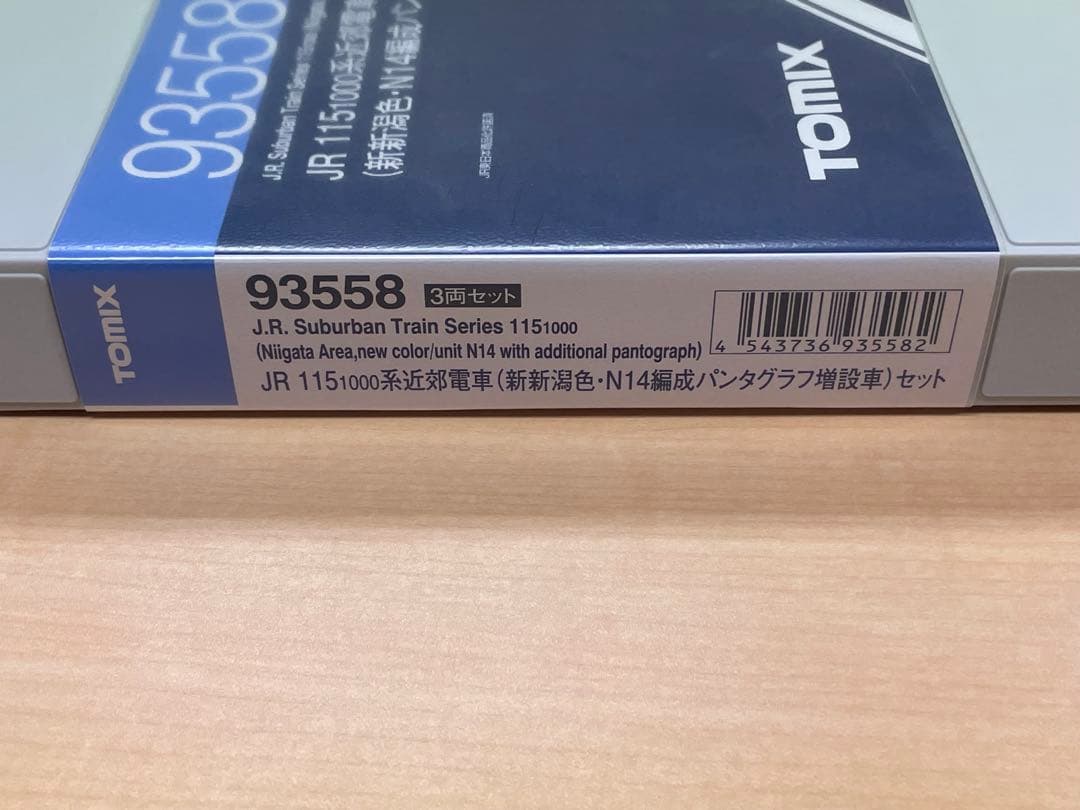 93558
J.R. Suburban Train Series 115
JR 1151000系近郊電車
(新新潟色・N14編成パン
TOMIX
TOMIX
93558 3両セット
J.R. Suburban Train Series 1151000
(Niigata Area,new color/unit N14 with additional pantograph)
4 543736 935582
JR 1151000系近郊電車(新新潟色・N14編成パンタグラフ増設車)セット